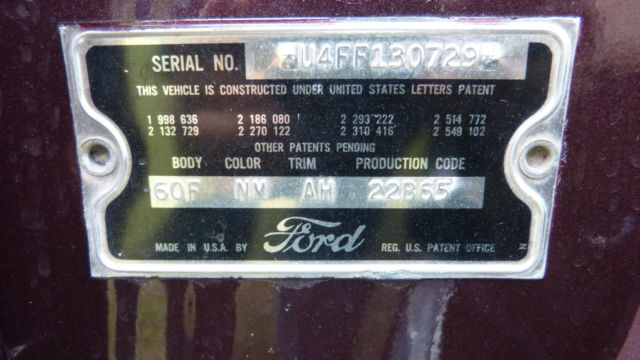 SERIAL NO. U4FF130729
THIS VEHICLE IS CONSTRUCTED UNDER UNITED STATES LETTERS PATENT
1 998 636 2 186 080 2 293 222 2 514 772
2 132 729 2 270 122 2 310 416 2 549 102
OTHER PATENTS PENDING
BODY COLOR TRIM PRODUCTION CODE
60F NM AH 22B65
MADE IN U.S.A. BY Ford REG. U.S. PATENT OFFICE